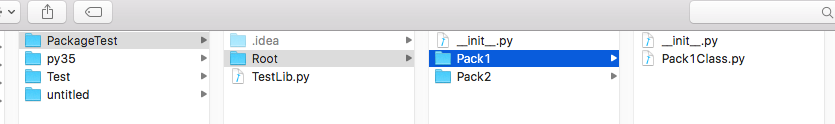 PackageTest
py35
Test
untitled
.idea
Root
TestLib.py
__init__.py
Pack1
Pack2
__init__.py
Pack1Class.py